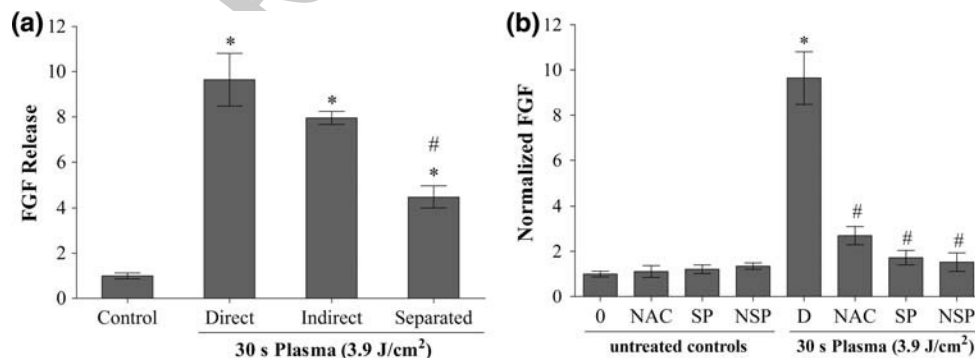 (a)
FGF Release
12
10
8
6
4
2
0
*
*
#
*
Control Direct Indirect Separated
30 s Plasma (3.9 J/cm²)
(b)
Normalized FGF
12
10
8
6
4
2
0
*
#
#
#
0 NAC SP NSP D NAC SP NSP
untreated controls 30 s Plasma (3.9 J/cm²)